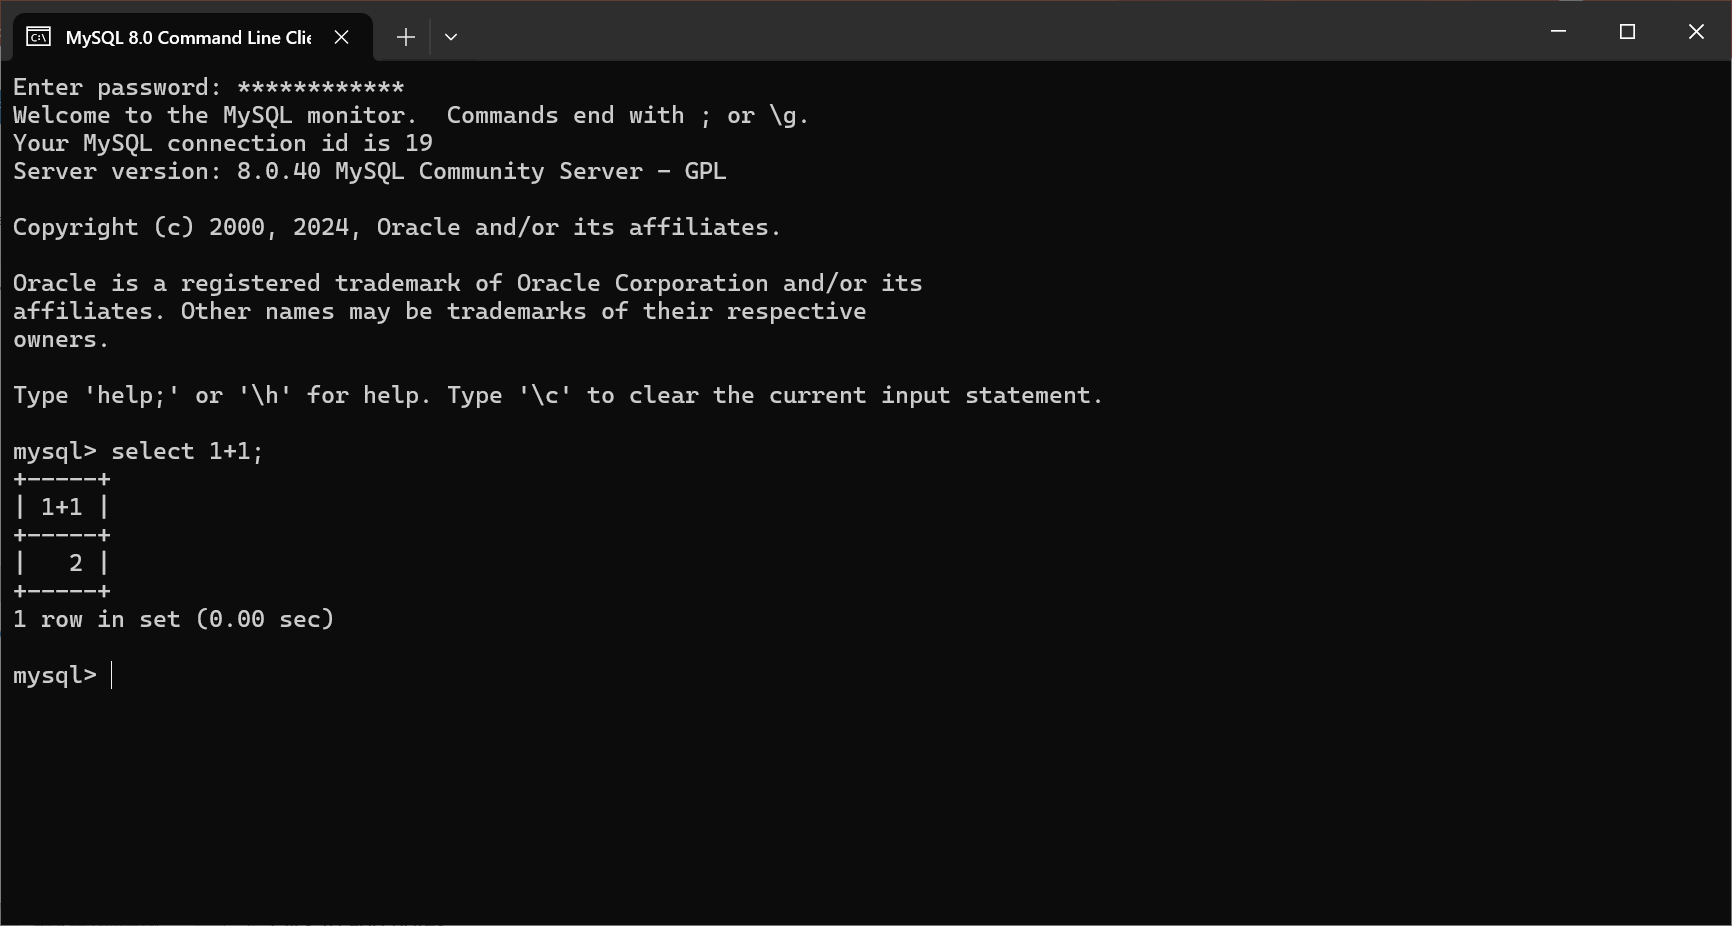 MySQL 8.0 Command Line Clie
Enter password: ************
Welcome to the MySQL monitor.  Commands end with ; or \g.
Your MySQL connection id is 19
Server version: 8.0.40 MySQL Community Server - GPL
Copyright (c) 2000, 2024, Oracle and/or its affiliates.
Oracle is a registered trademark of Oracle Corporation and/or its
affiliates. Other names may be trademarks of their respective
owners.
Type 'help;' or '\h' for help. Type '\c' to clear the current input statement.
mysql> select 1+1;
+-----+
| 1+1 |
+-----+
|   2 |
+-----+
1 row in set (0.00 sec)
mysql>